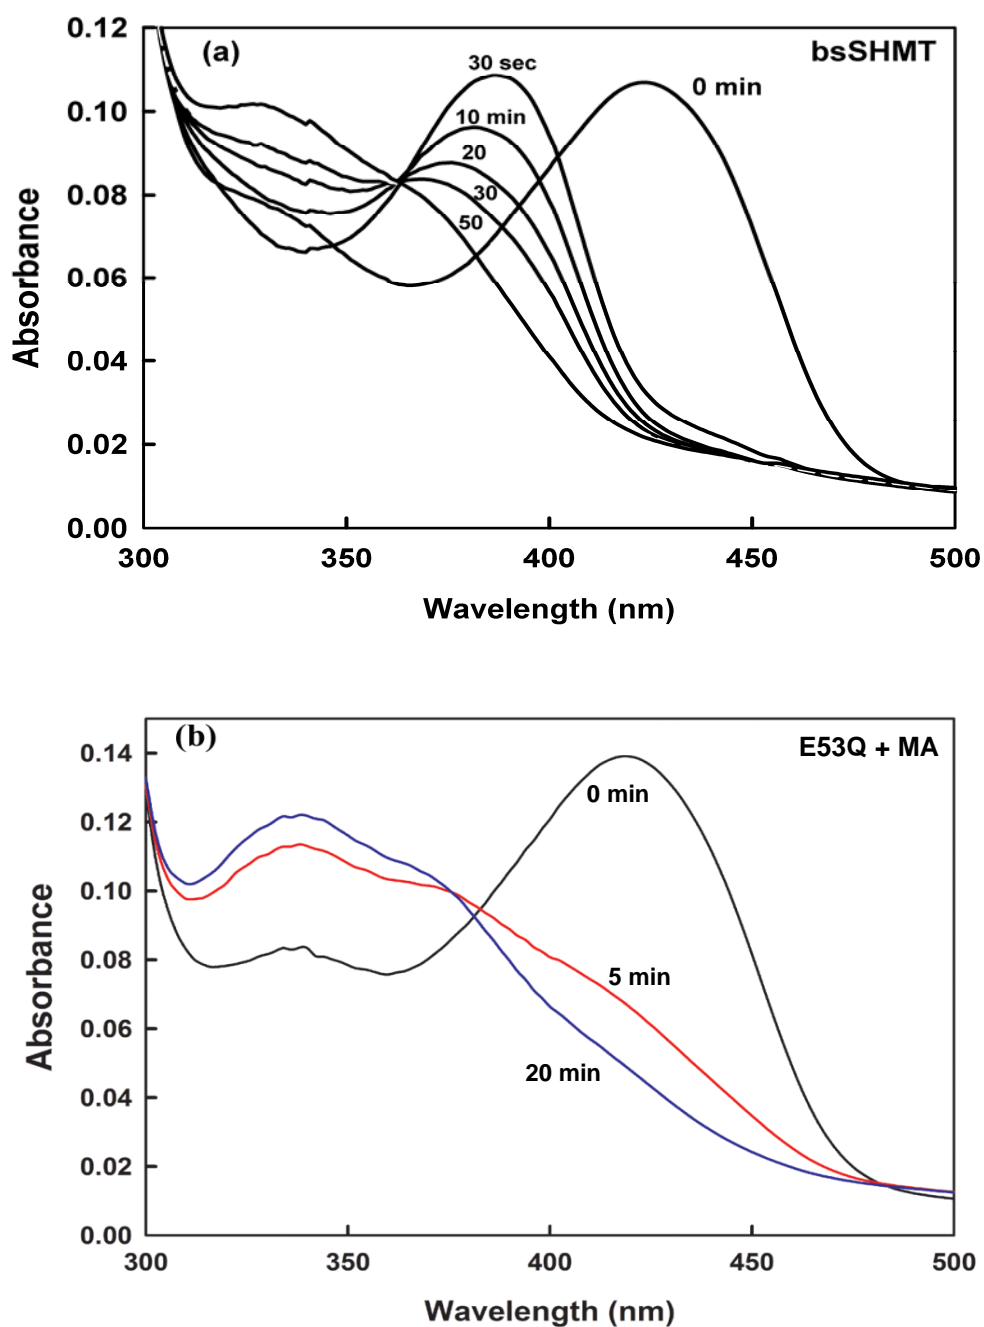 (a) bsSHMT
30 sec
0 min
10 min
20
30
50
0.12
0.10
0.08
0.06
0.04
0.02
0.00
Absorbance
300 350 400 450 500
Wavelength (nm)
(b) E53Q + MA
0 min
5 min
20 min
0.14
0.12
0.10
0.08
0.06
0.04
0.02
0.00
Absorbance
300 350 400 450 500
Wavelength (nm)